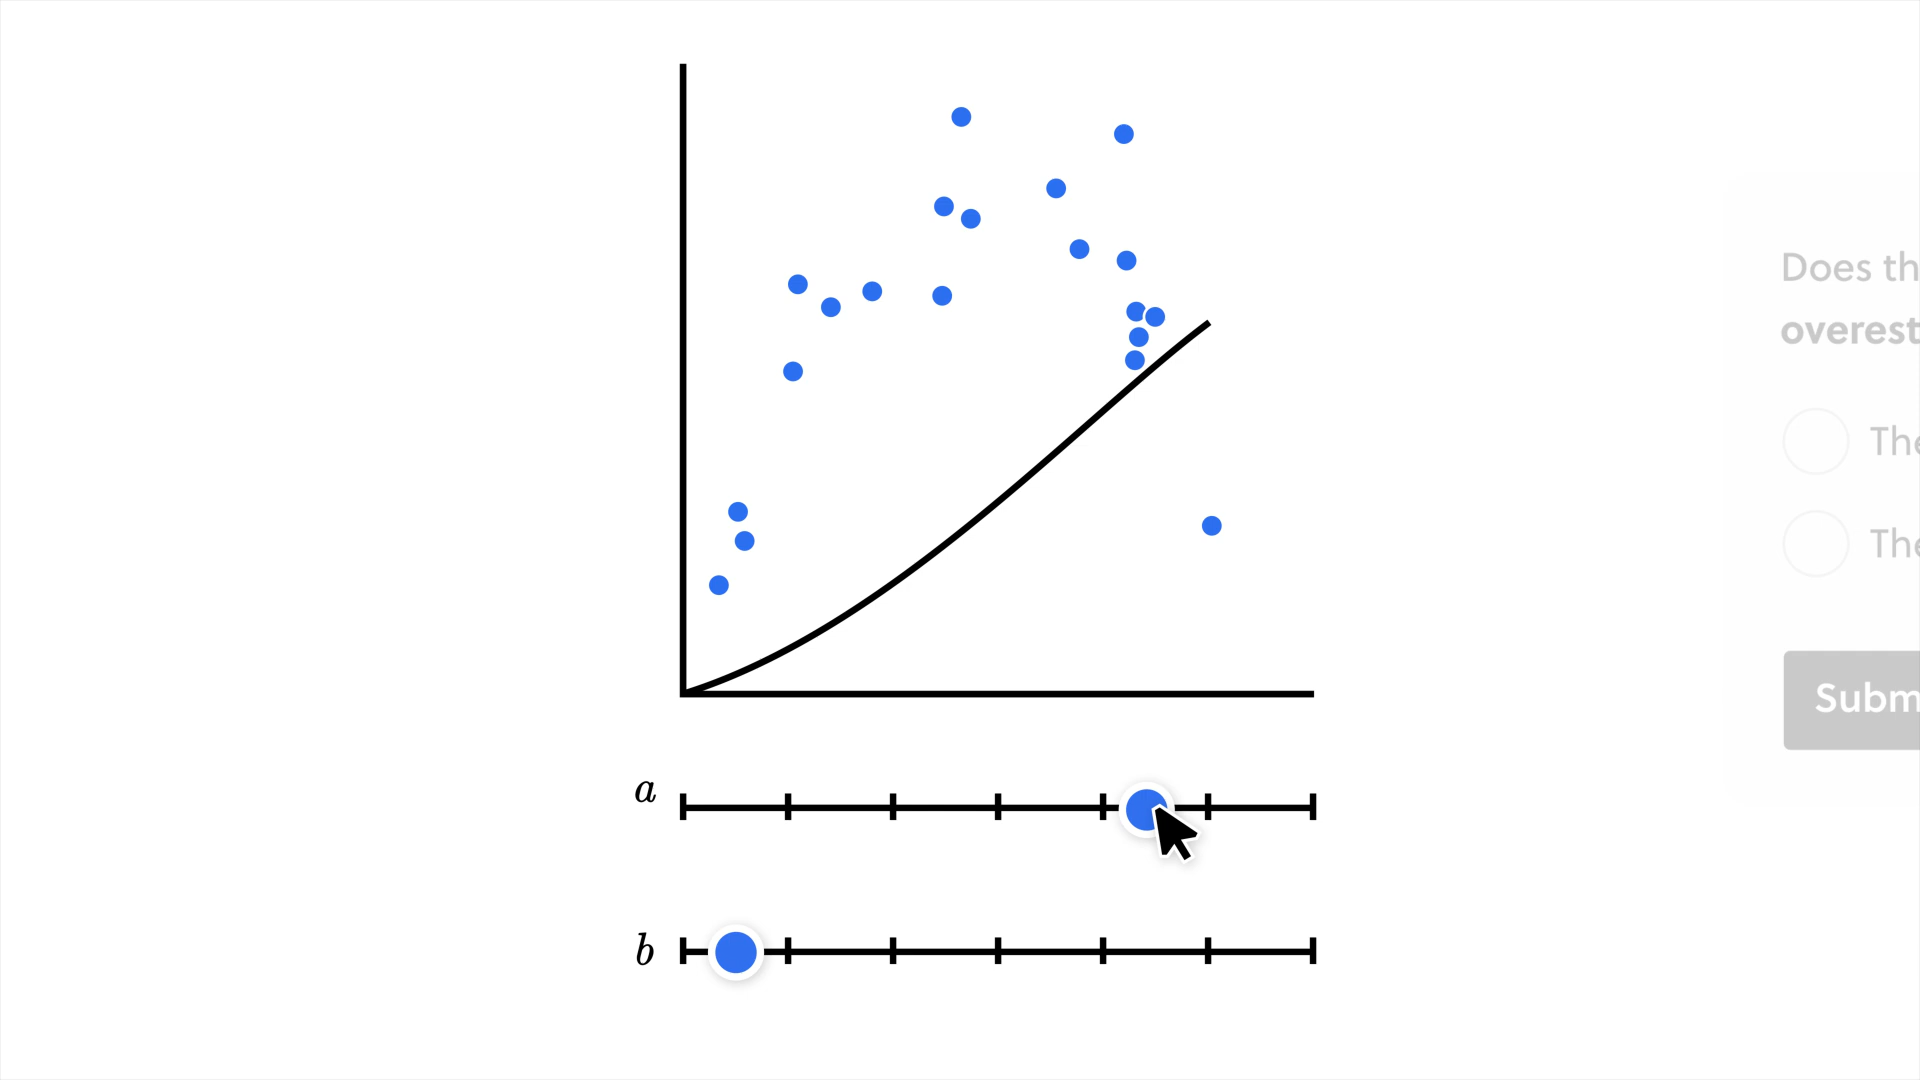 a
b
Does th
overest
The
The
Subm